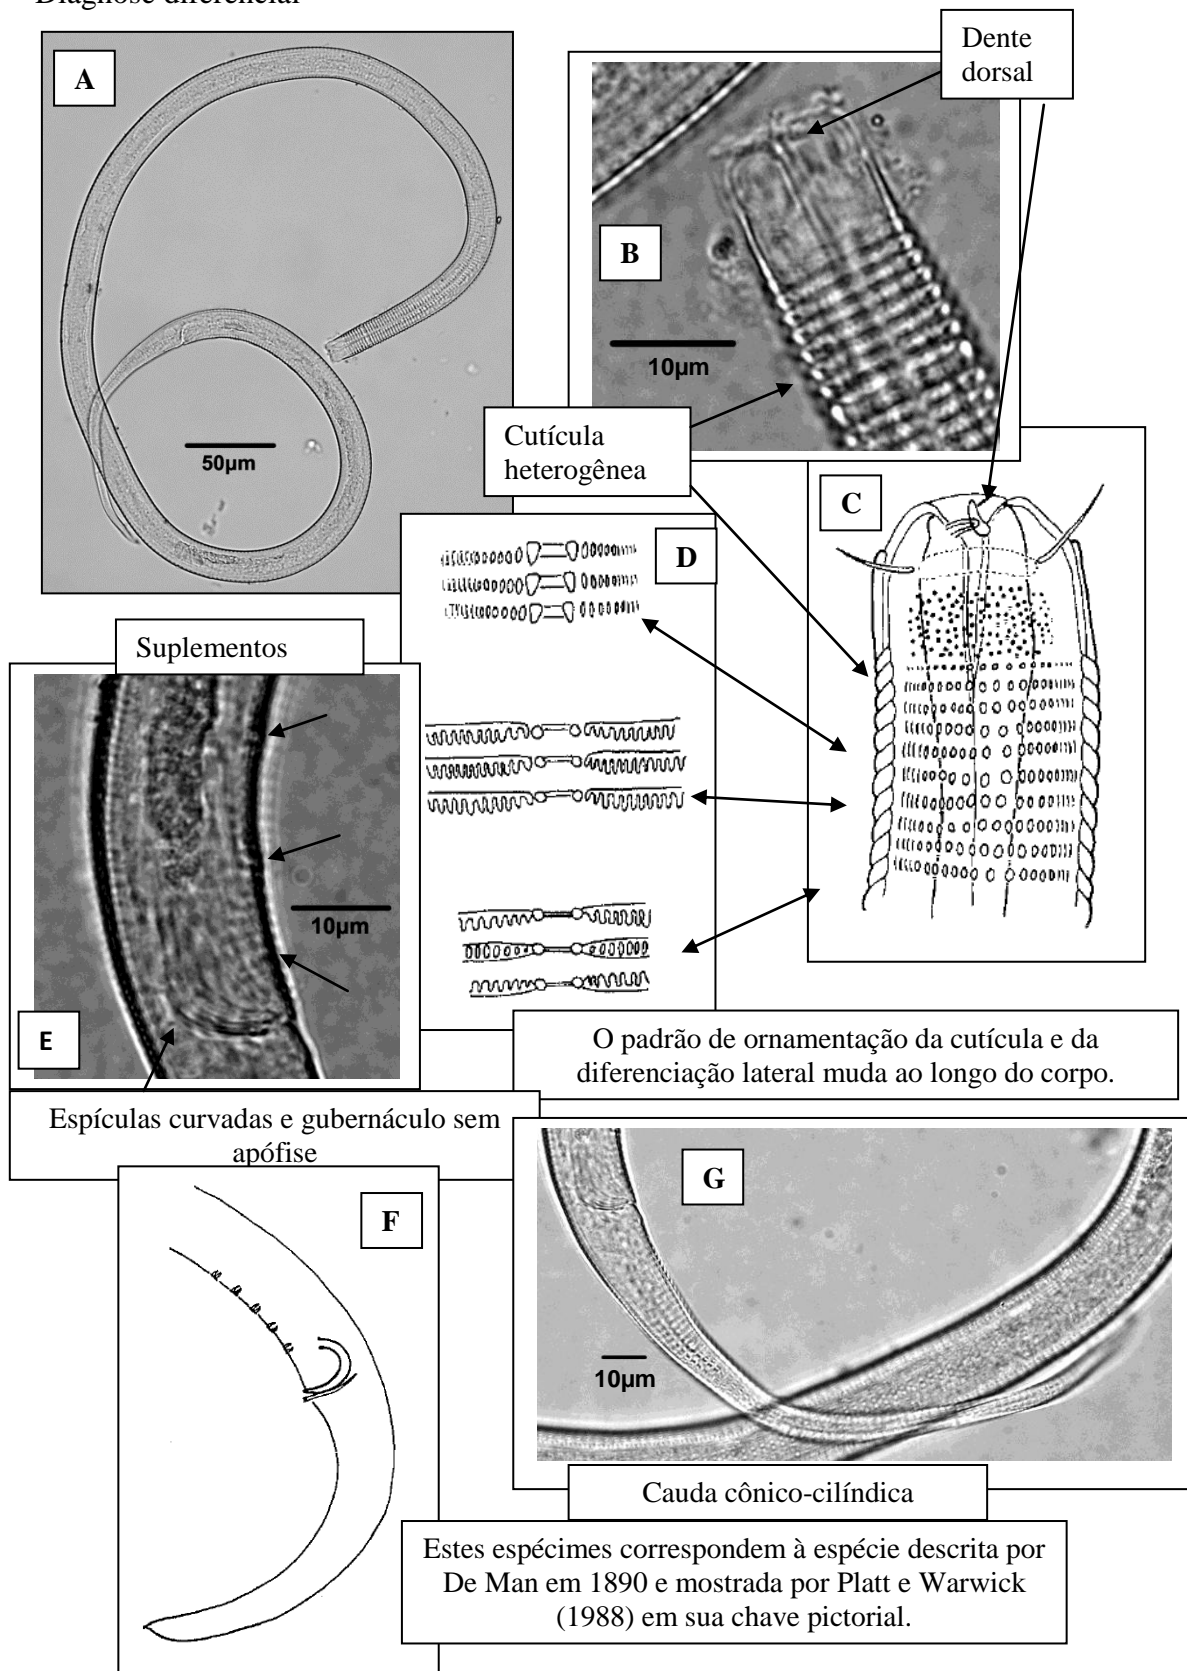 Diagnose diferencial
A
50µm
Dente
dorsal
B
10µm
Cutícula
heterogênea
C
D
Suplementos
10µm
E
O padrão de ornamentação da cutícula e da
diferenciação lateral muda ao longo do corpo.
Espículas curvadas e gubernáculo sem
apófise
F
G
10µm
Cauda cônico-cilíndica
Estes espécimes correspondem à espécie descrita por
De Man em 1890 e mostrada por Platt e Warwick
(1988) em sua chave pictorial.